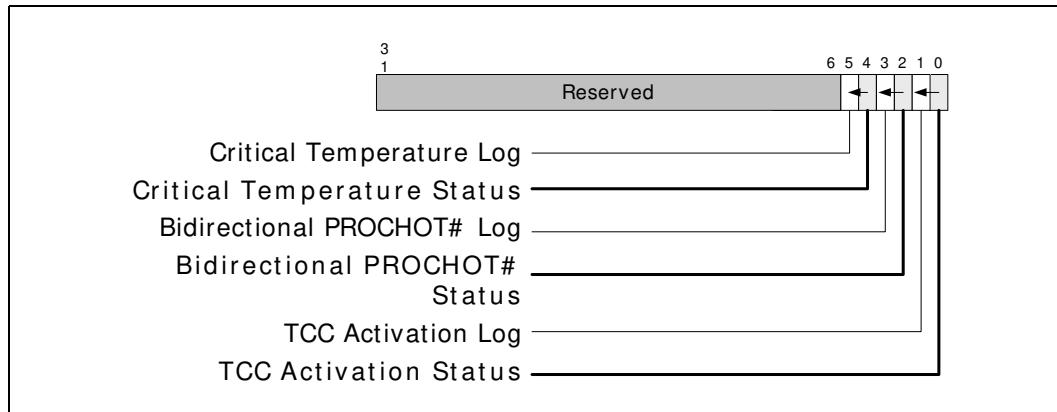 3
1
6 5 4 3 2 1 0
Reserved
Critical Temperature Log
Critical Temperature Status
Bidirectional PROCHOT# Log
Bidirectional PROCHOT#
Status
TCC Activation Log
TCC Activation Status